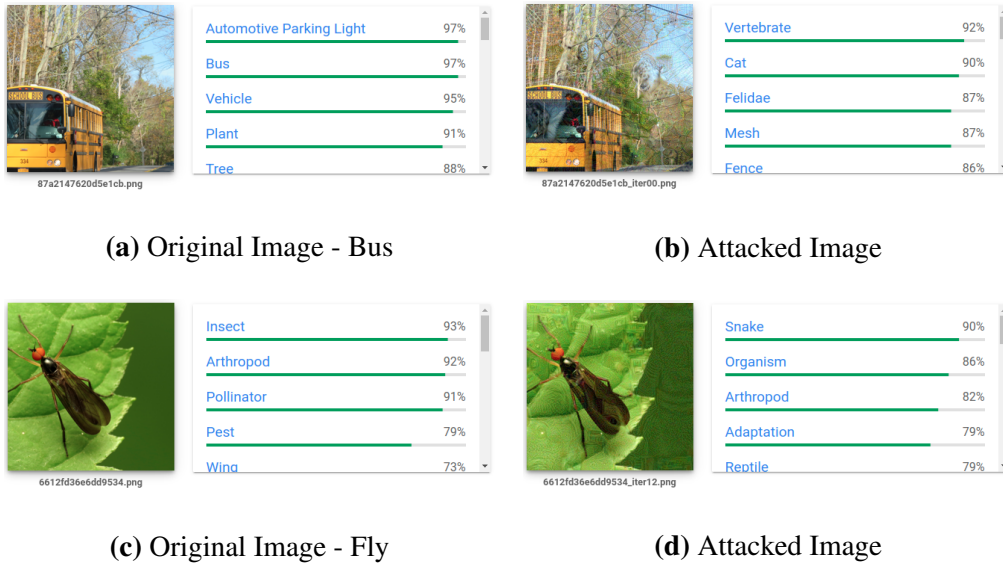 SCHOOL BUS
334
87a2147620d5e1cb.png
Automotive Parking Light 97%
Bus 97%
Vehicle 95%
Plant 91%
Tree 88%
SCHOOL BUS
334
87a2147620d5e1cb_iter00.png
Vertebrate 92%
Cat 90%
Felidae 87%
Mesh 87%
Fence 86%
(a) Original Image - Bus
(b) Attacked Image
6612fd36e6dd9534.png
Insect 93%
Arthropod 92%
Pollinator 91%
Pest 79%
Wing 73%
6612fd36e6dd9534_iter12.png
Snake 90%
Organism 86%
Arthropod 82%
Adaptation 79%
Reptile 79%
(c) Original Image - Fly
(d) Attacked Image